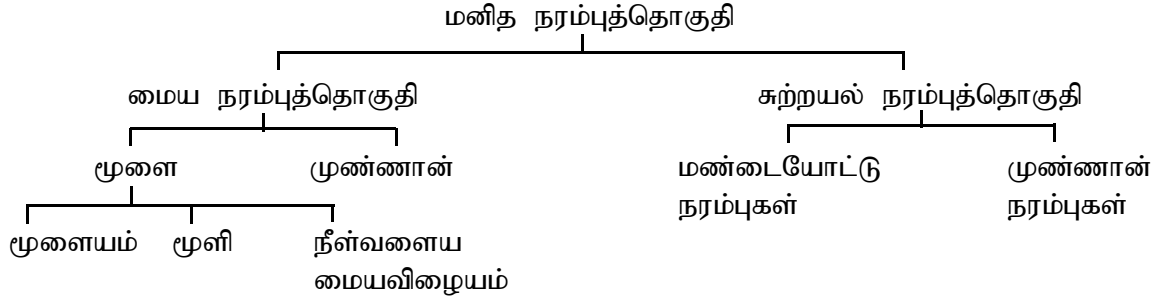 மனித நரம்புத்தொகுதி
மைய நரம்புத்தொகுதி
சுற்றயல் நரம்புத்தொகுதி
மூளை
முண்ணான்
மண்டையோட்டு
நரம்புகள்
முண்ணான்
நரம்புகள்
மூளையம்
மூளி
நீள்வளைய
மையவிழையம்